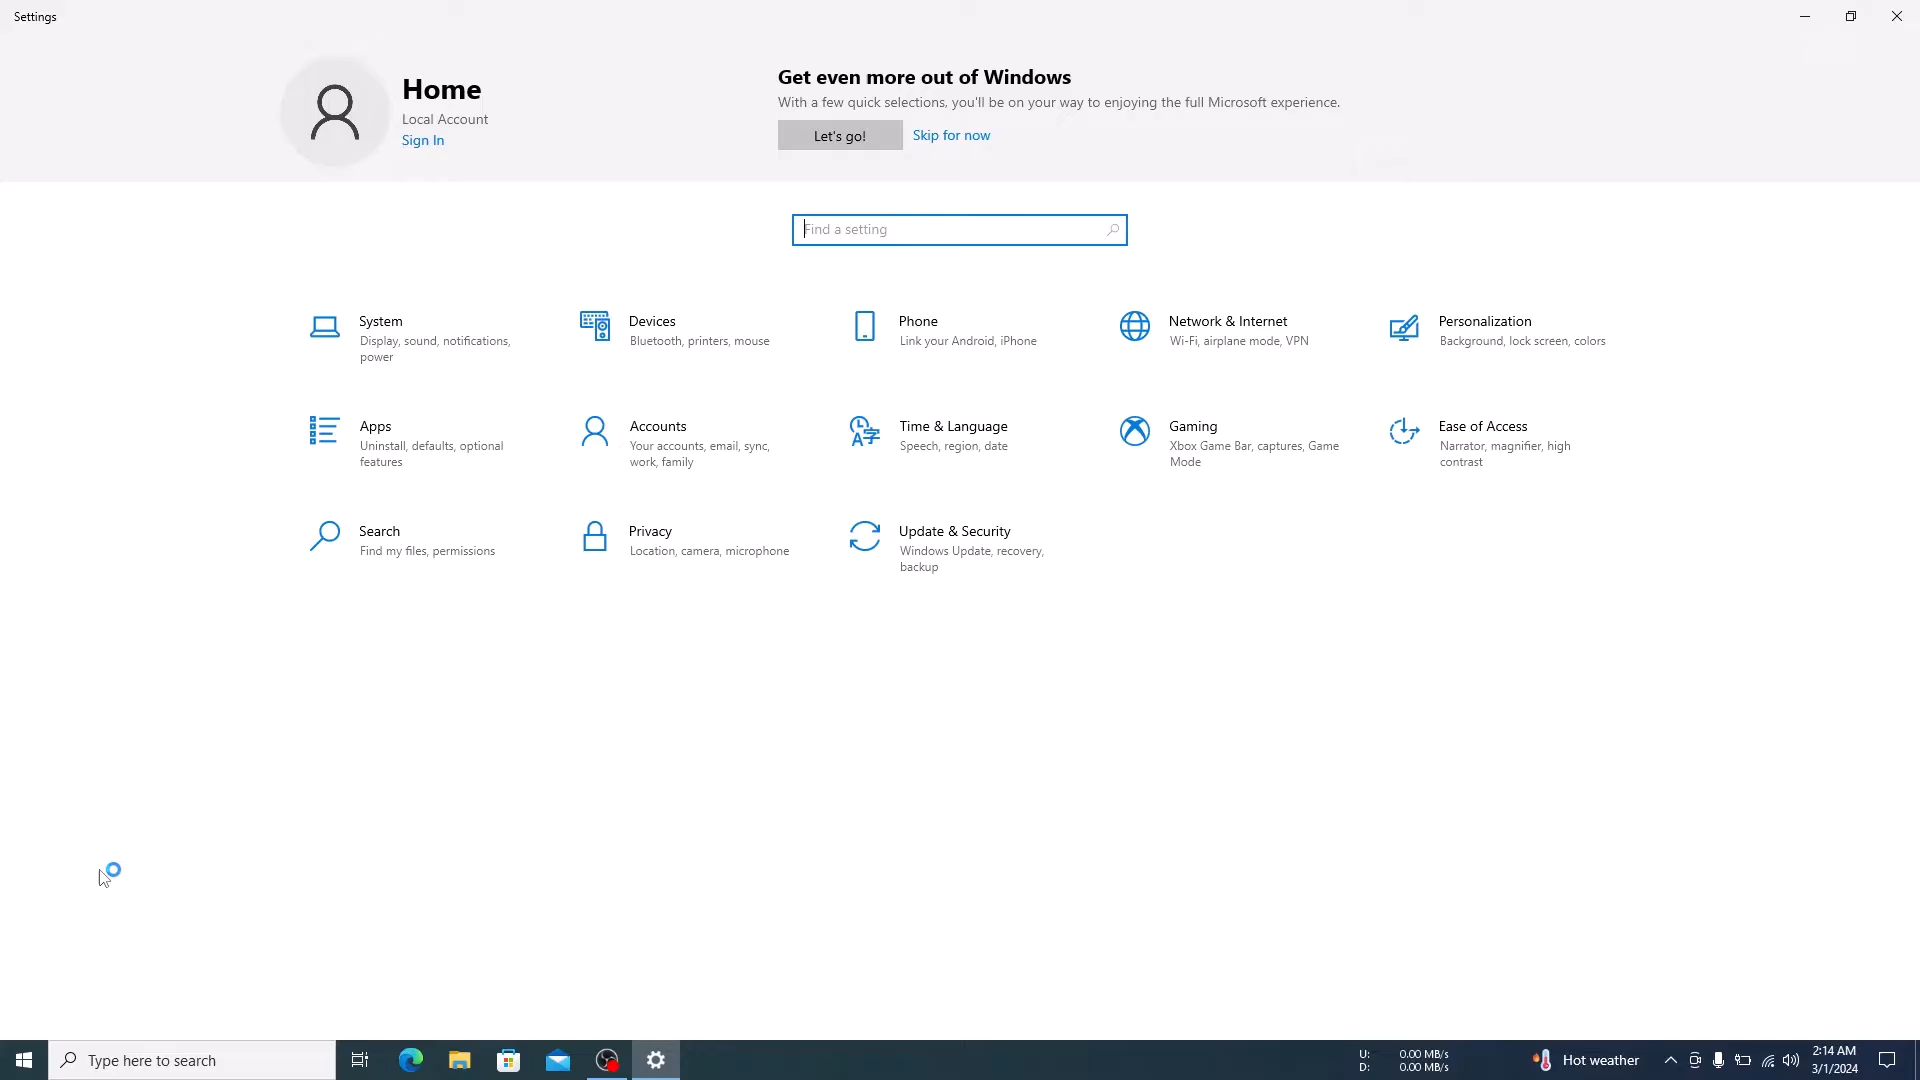 Settings
Home
Local Account
Sign In
Get even more out of Windows
With a few quick selections, you'll be on your way to enjoying the full Microsoft experience.
Let's go!
Skip for now
Find a setting
System
Display, sound, notifications,
power
Devices
Bluetooth, printers, mouse
Phone
Link your Android, iPhone
Network & Internet
Wi-Fi, airplane mode, VPN
Personalization
Background, lock screen, colors
Apps
Uninstall, defaults, optional
features
Accounts
Your accounts, email, sync,
work, family
Time & Language
Speech, region, date
Gaming
Xbox Game Bar, captures, Game
Mode
Ease of Access
Narrator, magnifier, high
contrast
Search
Find my files, permissions
Privacy
Location, camera, microphone
Update & Security
Windows Update, recovery,
backup
Type here to search
U: 0.00 MB/s
D: 0.00 MB/s
Hot weather
2:14 AM
3/1/2024